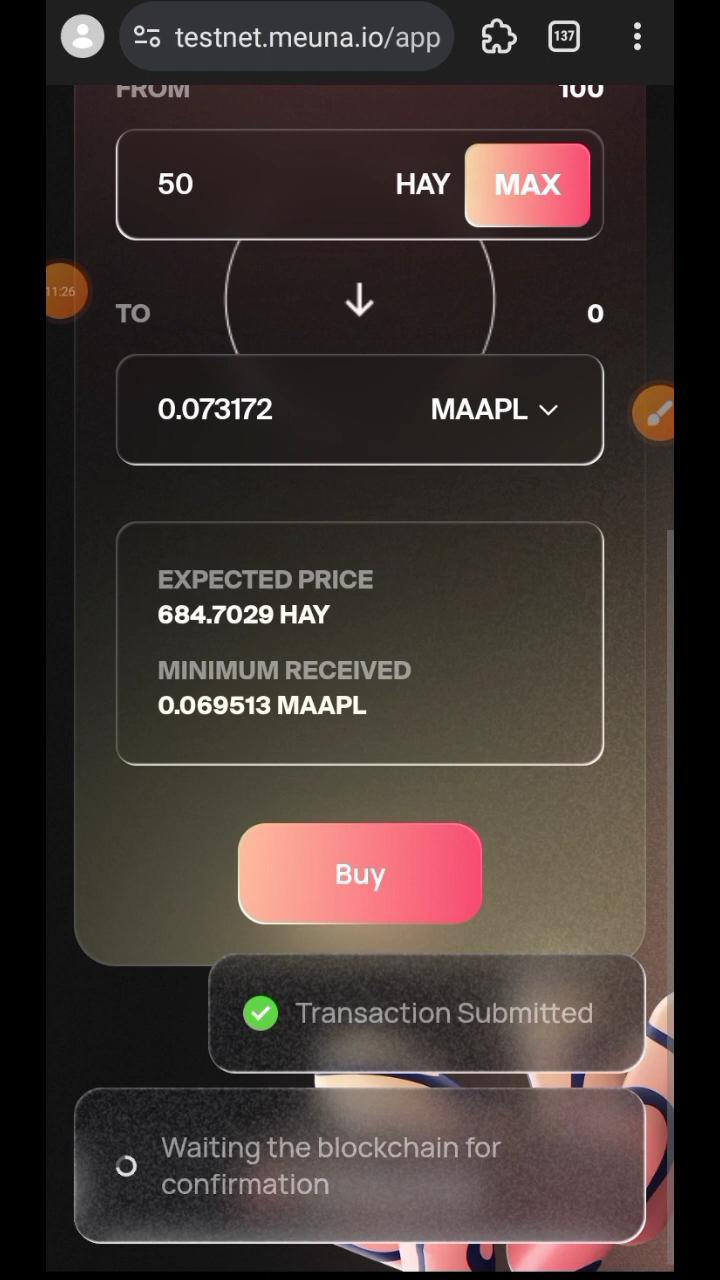 testnet.meuna.io/app
137
FROM
100
50
HAY
MAX
11:26
TO
0
0.073172
MAAPL
EXPECTED PRICE
684.7029 HAY
MINIMUM RECEIVED
0.069513 MAAPL
Buy
Transaction Submitted
Waiting the blockchain for
confirmation